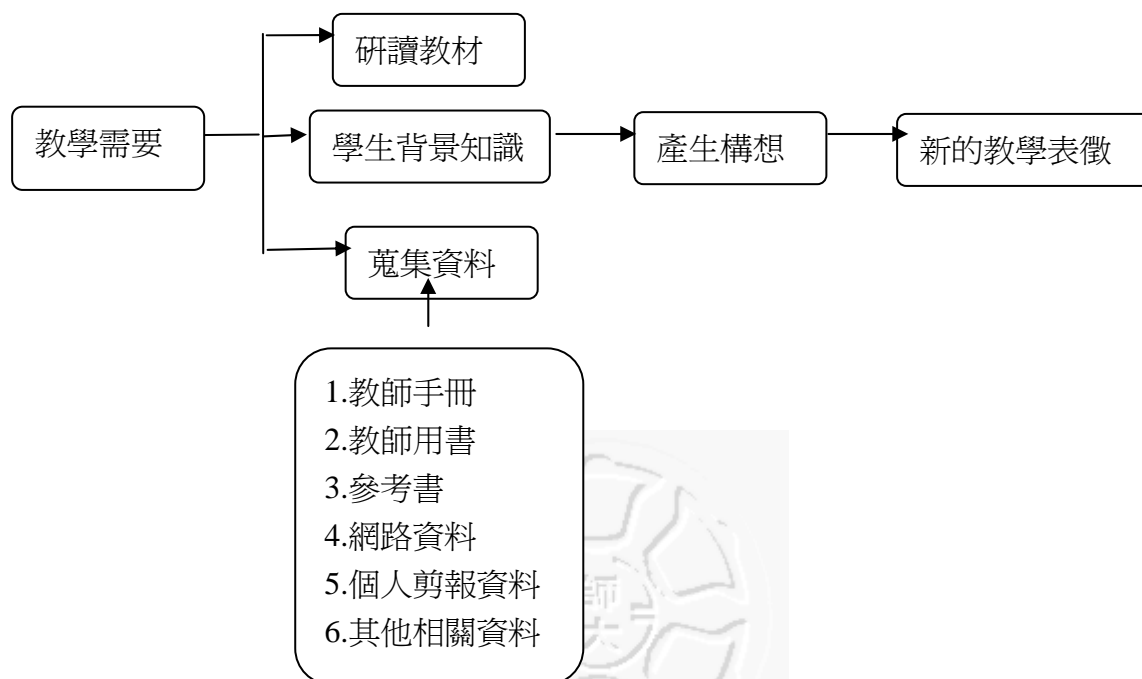 研讀教材
教學需要
學生背景知識
產生構想
新的教學表徵
蒐集資料
1.教師手冊
2.教師用書
3.參考書
4.網路資料
5.個人剪報資料
6.其他相關資料
師
大